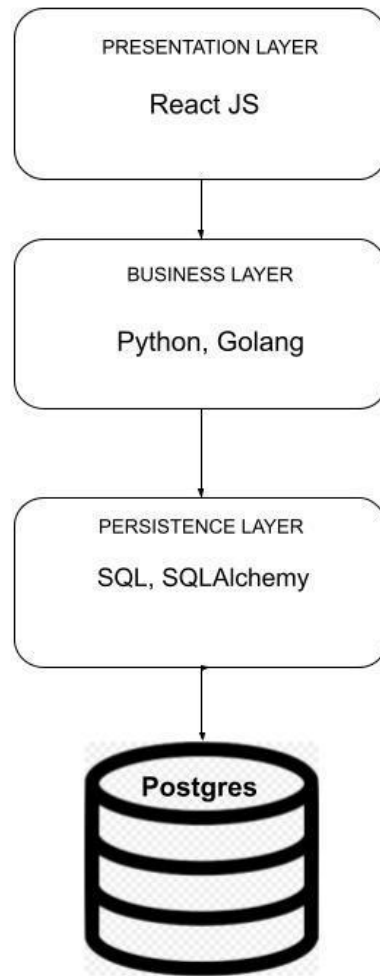 PRESENTATION LAYER
React JS
BUSINESS LAYER
Python, Golang
PERSISTENCE LAYER
SQL, SQLAlchemy
Postgres